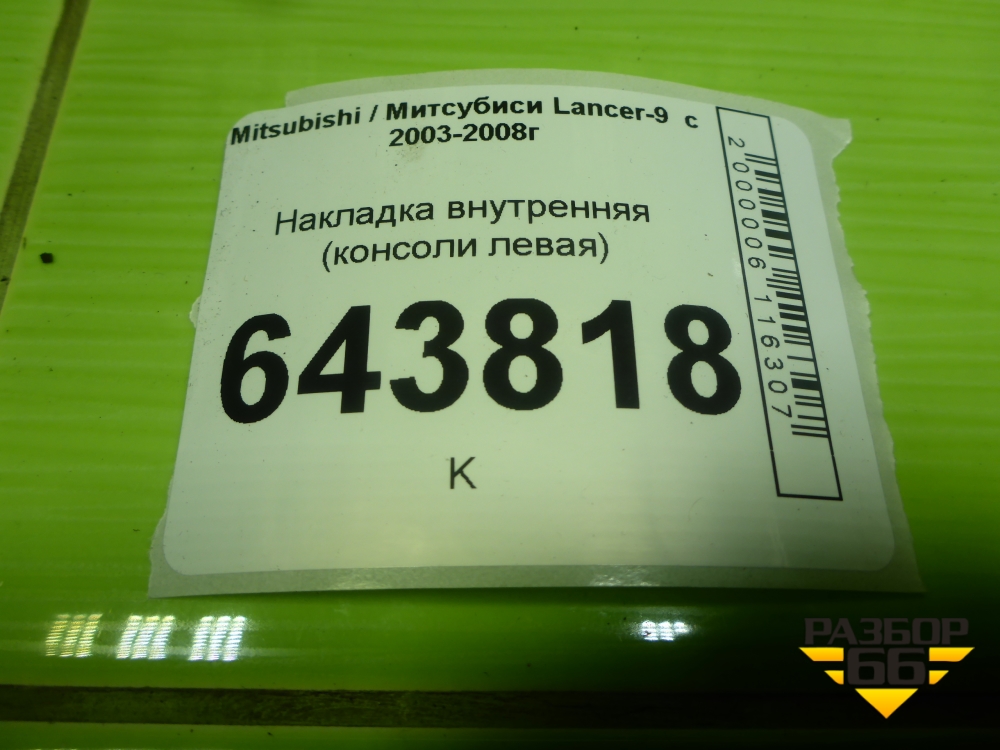 Mitsubishi / Митсубиси Lancer-9 с
2003-2008г
Накладка внутренняя
(консоли левая)
643818
К
2000006116307
РАЗБОР
66